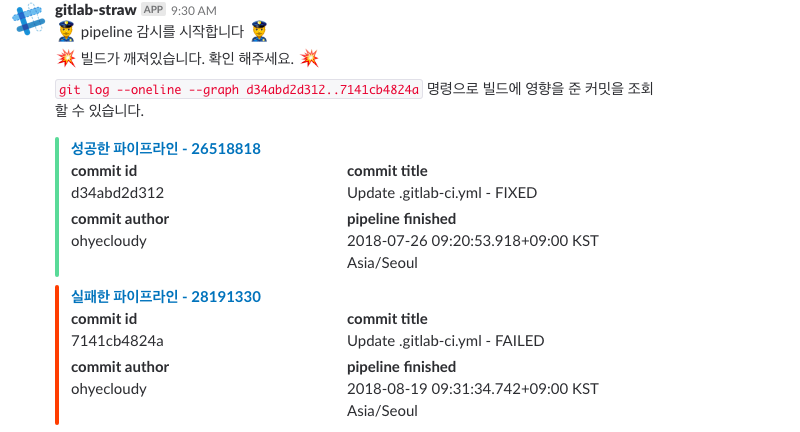 gitlab-straw APP 9:30 AM
👮 pipeline 감시를 시작합니다 👮
💥 빌드가 깨져있습니다. 확인 해주세요. 💥
git log --oneline --graph d34abd2d312..7141cb4824a 명령으로 빌드에 영향을 준 커밋을 조회
할 수 있습니다.
성공한 파이프라인 - 26518818
commit id commit title
d34abd2d312 Update .gitlab-ci.yml - FIXED
commit author pipeline finished
ohyecloudy 2018-07-26 09:20:53.918+09:00 KST
Asia/Seoul
실패한 파이프라인 - 28191330
commit id commit title
7141cb4824a Update .gitlab-ci.yml - FAILED
commit author pipeline finished
ohyecloudy 2018-08-19 09:31:34.742+09:00 KST
Asia/Seoul